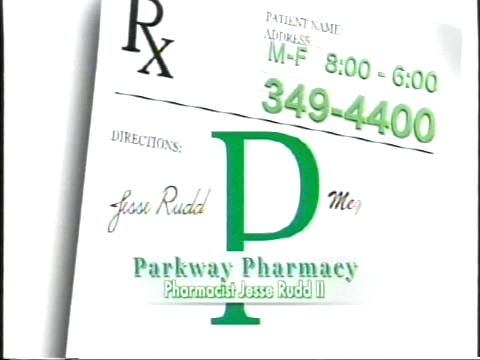 Rx
PATIENT NAME:
ADDRESS:
M-F 8:00 - 6:00
349-4400
DIRECTIONS:
P
Jesse Rudd
Meg
Parkway Pharmacy
Pharmacist Jesse Rudd II